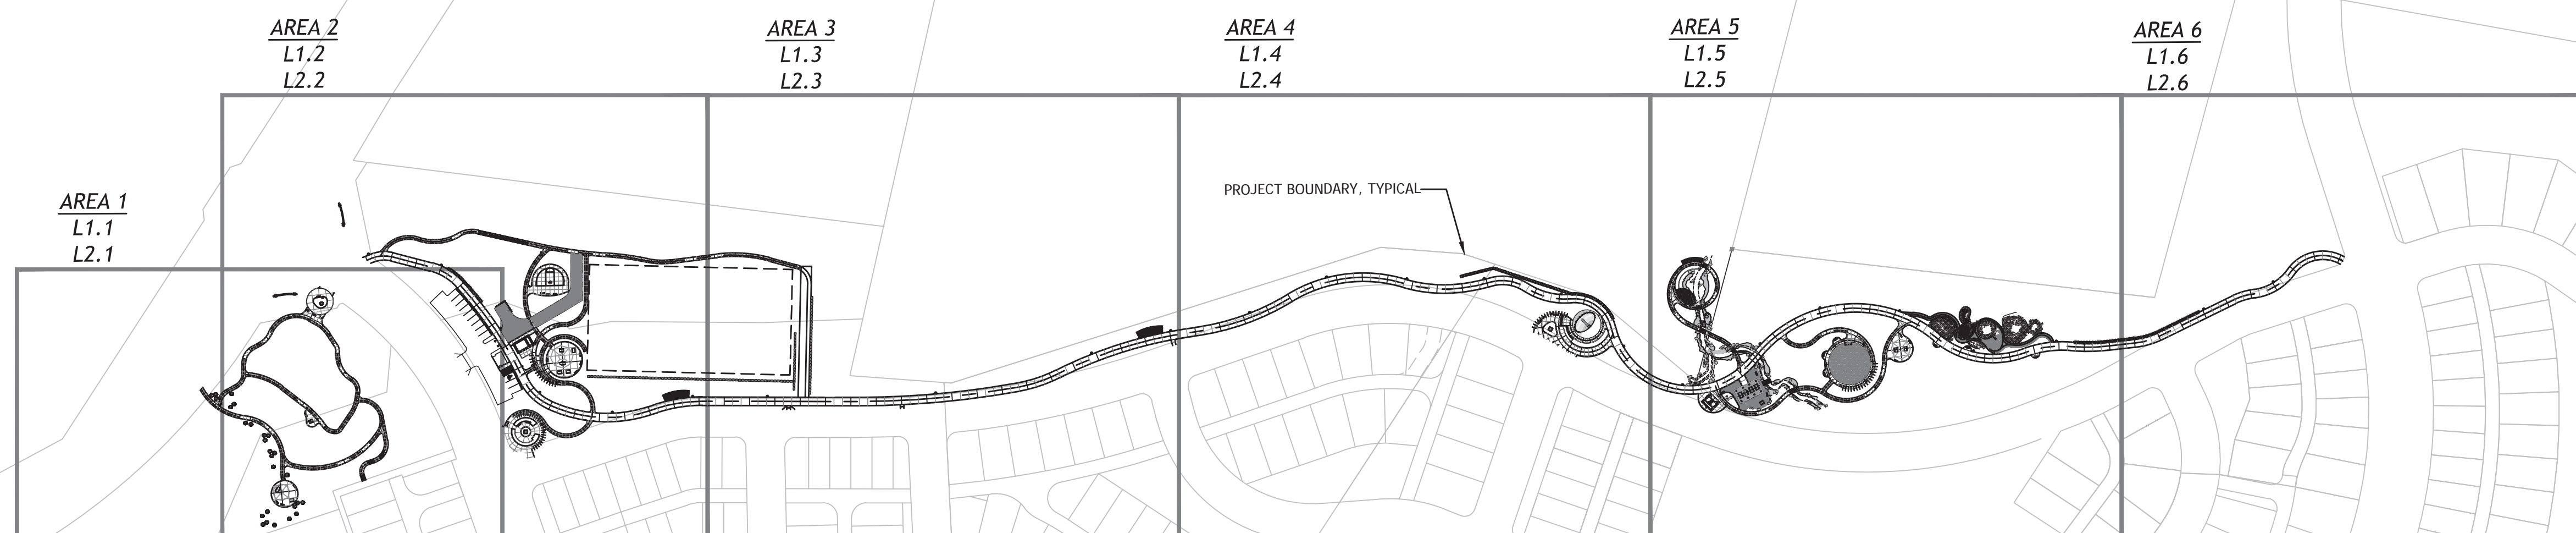 AREA 2
L1.2
L2.2
AREA 3
L1.3
L2.3
AREA 4
L1.4
L2.4
AREA 5
L1.5
L2.5
AREA 6
L1.6
L2.6
AREA 1
L1.1
L2.1
PROJECT BOUNDARY, TYPICAL